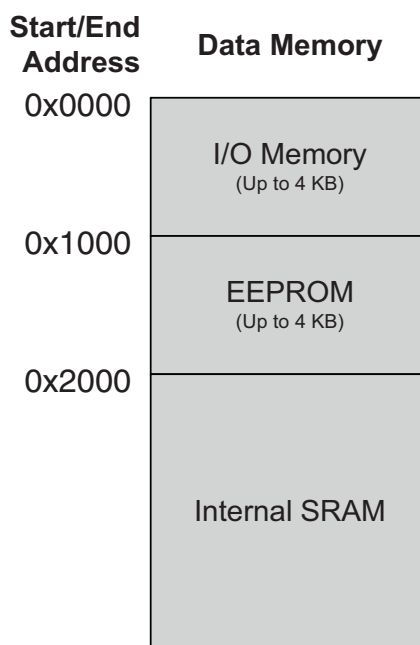 Start/End
Address
Data Memory
0x0000
I/O Memory
(Up to 4 KB)
0x1000
EEPROM
(Up to 4 KB)
0x2000
Internal SRAM